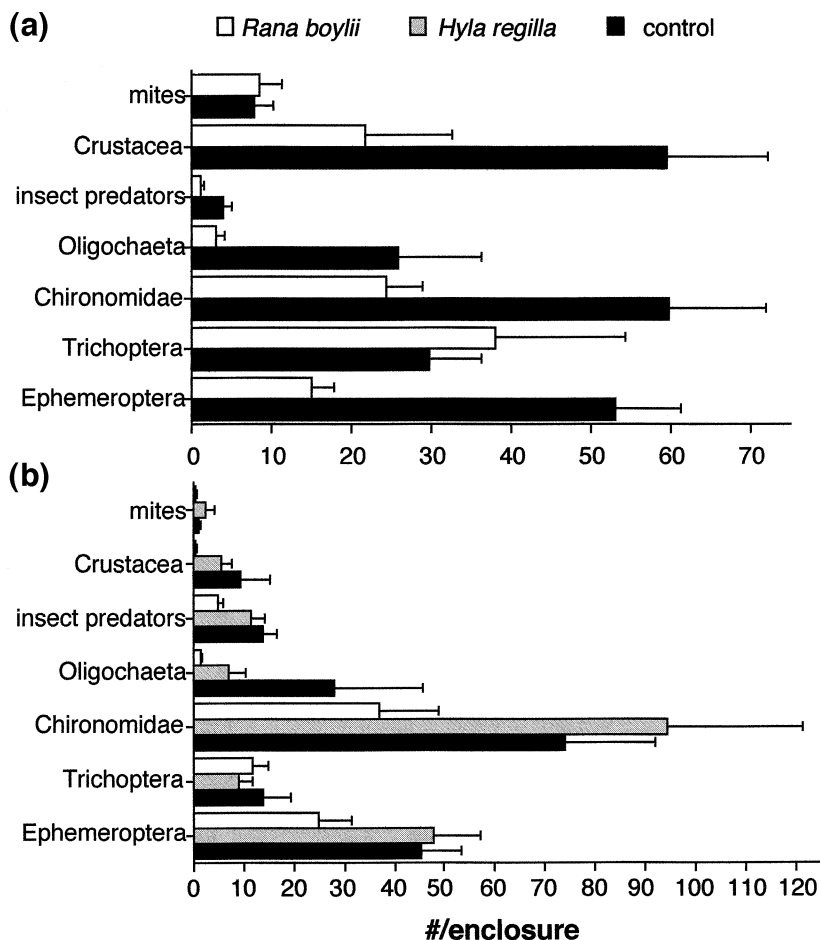 (a) Rana boylii Hyla regilla control
mites
Crustacea
insect predators
Oligochaeta
Chironomidae
Trichoptera
Ephemeroptera
0 10 20 30 40 50 60 70
(b)
mites
Crustacea
insect predators
Oligochaeta
Chironomidae
Trichoptera
Ephemeroptera
0 10 20 30 40 50 60 70 80 90 100 110 120
#/enclosure